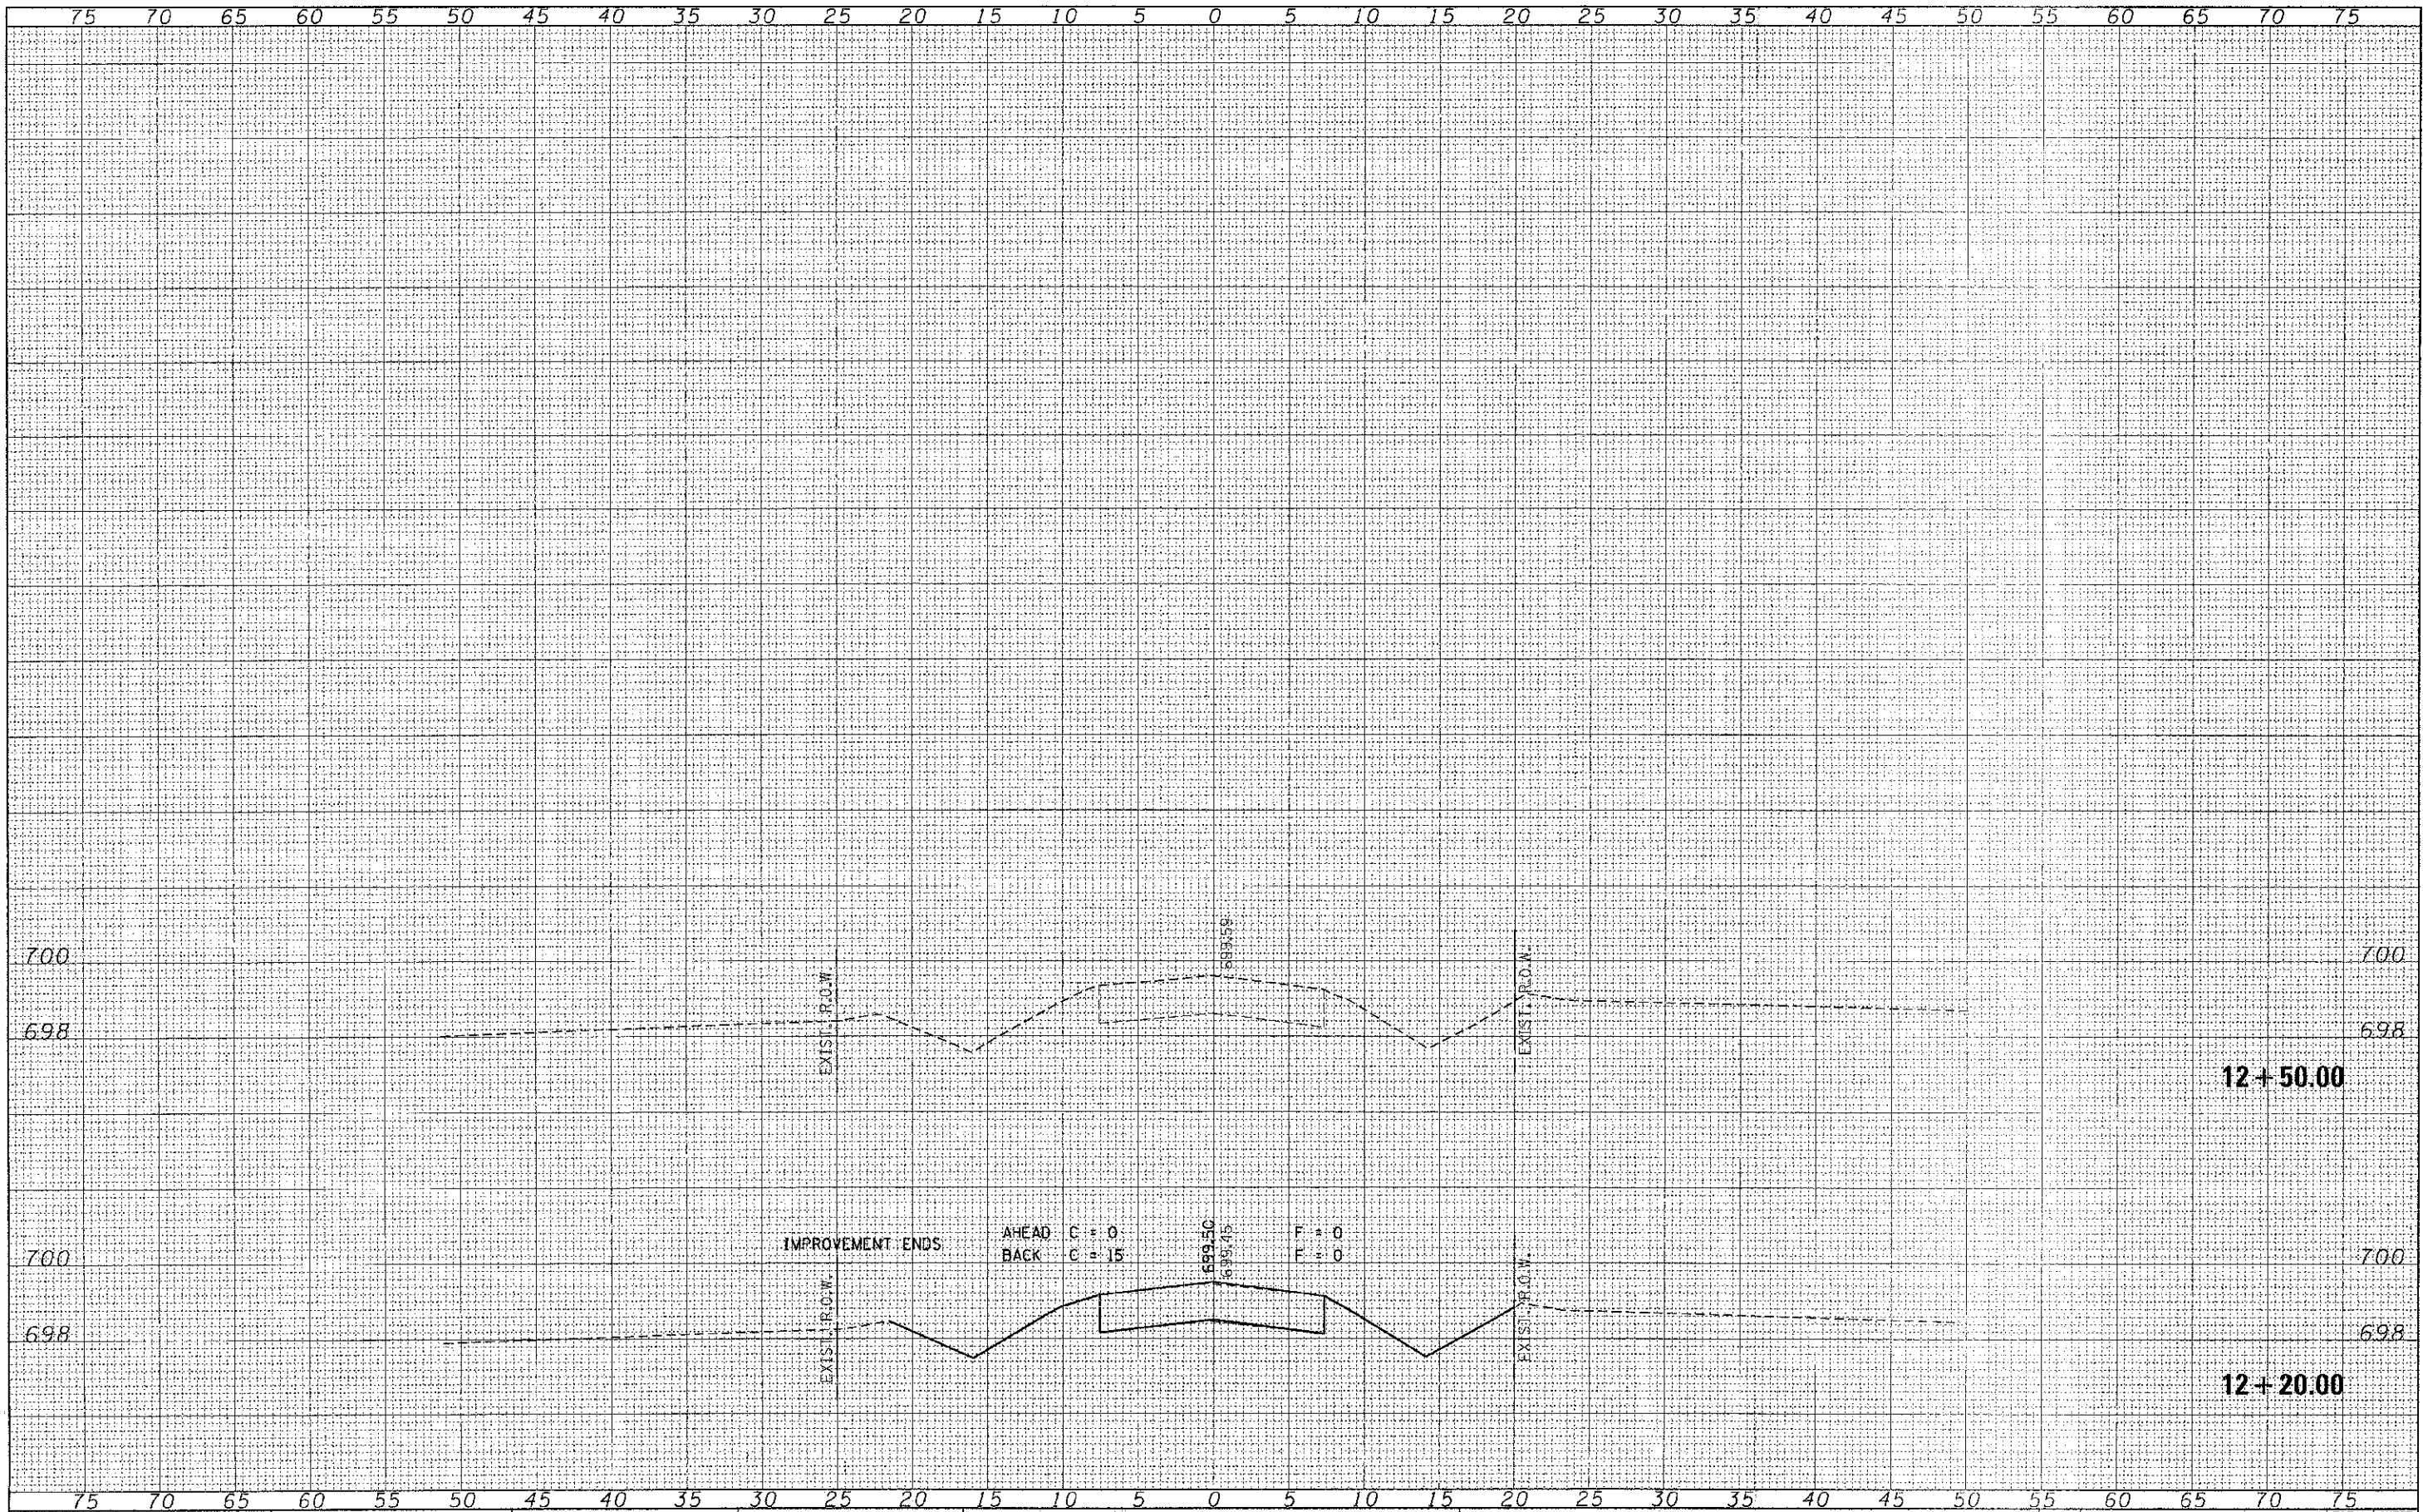 75 70 65 60 55 50 45 40 35 30 25 20 15 10 5 0 5 10 15 20 25 30 35 40 45 50 55 60 65 70 75
699.59
700 700
EXIST. R.O.W. EXIST. R.O.W.
698 698
12 + 50.00
IMPROVEMENT ENDS
AHEAD C = 0 F = 0
BACK C = 15 F = 0
699.50
699.45
700 700
EXIST. R.O.W. EXIST. R.O.W.
698 698
12 + 20.00
75 70 65 60 55 50 45 40 35 30 25 20 15 10 5 0 5 10 15 20 25 30 35 40 45 50 55 60 65 70 75